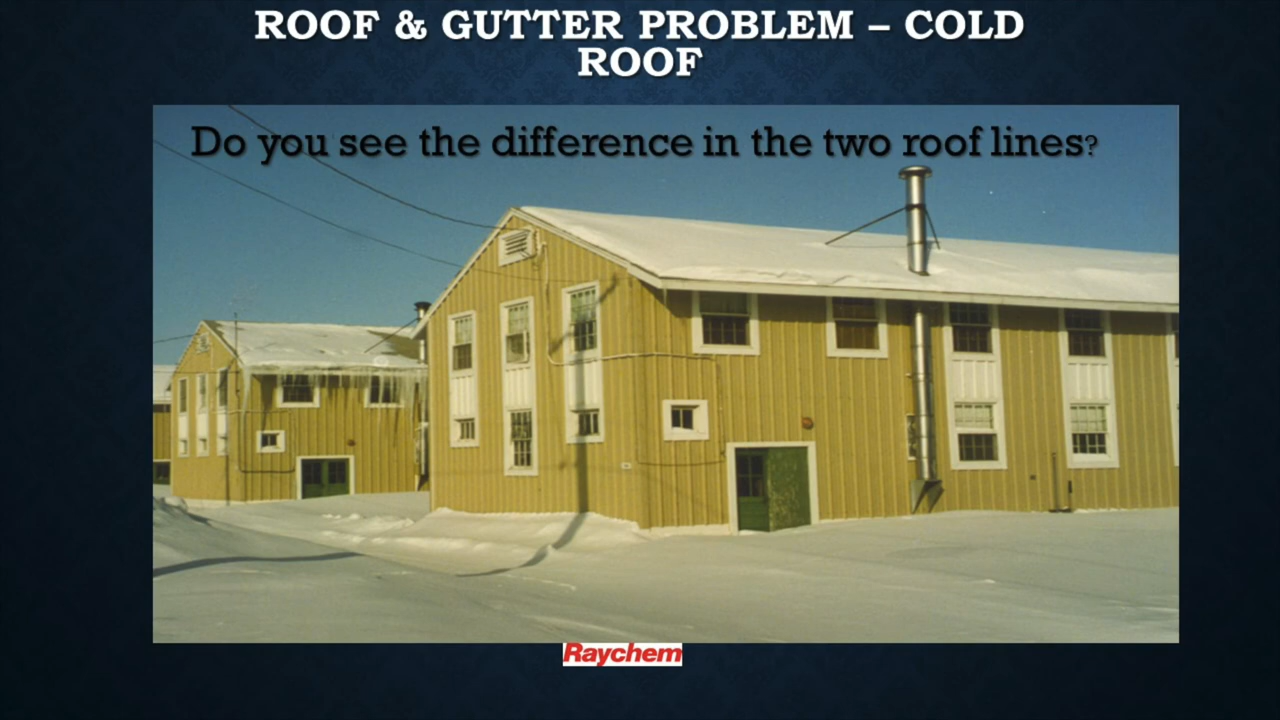 ROOF & GUTTER PROBLEM – COLD
ROOF
Do you see the difference in the two roof lines?
Raychem